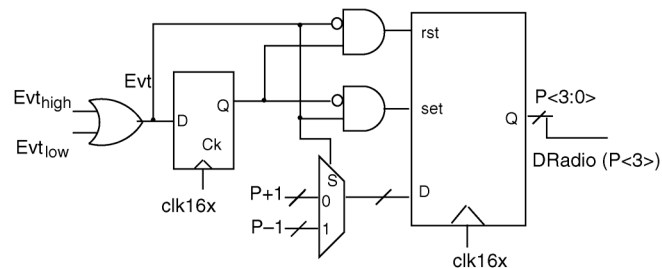 Evt
Evthigh
Evtlow
D
Q
Ck
clk16x
rst
set
Q
D
clk16x
P<3:0>
DRadio (P<3>)
S
P+1
0
P−1
1